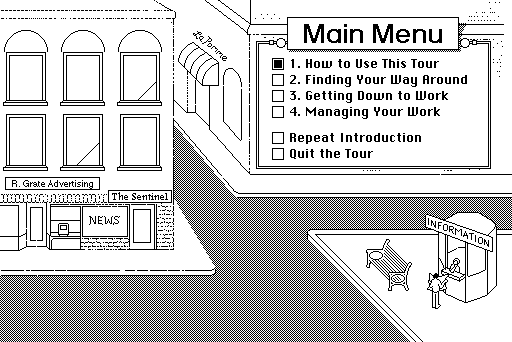 La Pomme
Main Menu
1. How to Use This Tour
2. Finding Your Way Around
3. Getting Down to Work
4. Managing Your Work
Repeat Introduction
Quit the Tour
R. Grate Advertising
The Sentinel
NEWS
INFORMATION